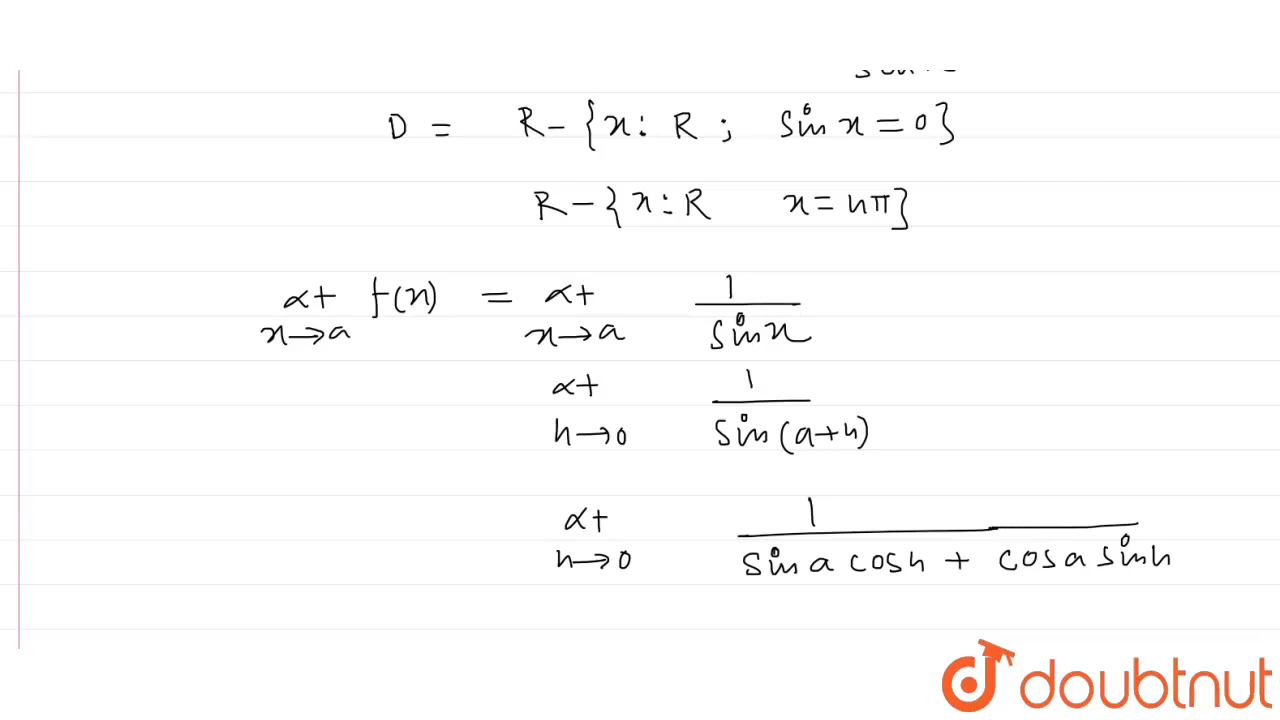 D = R - {x : R ; sin x = 0}
R - {x : R x = nπ}
lt f(x) = lt 1
x→a x→a sin x
lt 1
h→0 sin (a+h)
lt 1
h→0 sin a cos h + cos a sin h
doubtnut